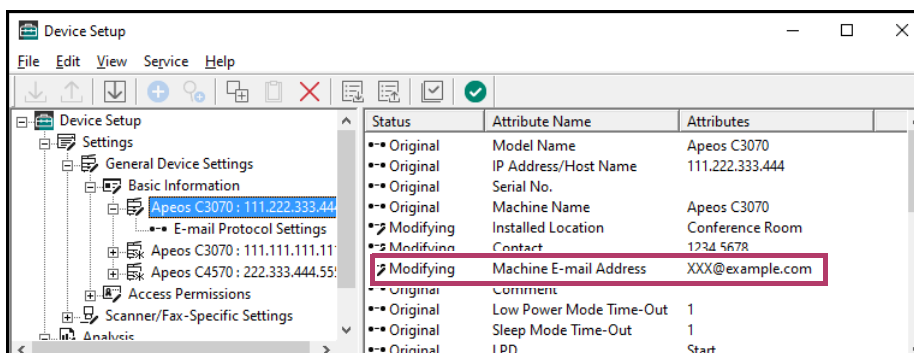 Device Setup
File Edit View Service Help
Device Setup
Settings
General Device Settings
Basic Information
Apeos C3070 : 111.222.333.444
E-mail Protocol Settings
Apeos C3070 : 111.111.111.11
Apeos C4570 : 222.333.444.55
Access Permissions
Scanner/Fax-Specific Settings
Analysis
Status Attribute Name Attributes
Original Model Name Apeos C3070
Original IP Address/Host Name 111.222.333.444
Original Serial No.
Original Machine Name Apeos C3070
Modifying Installed Location Conference Room
Modifying Contact 1234 5678
Modifying Machine E-mail Address XXX@example.com
Original Comment
Original Low Power Mode Time-Out 1
Original Sleep Mode Time-Out 1
Original LPD Start